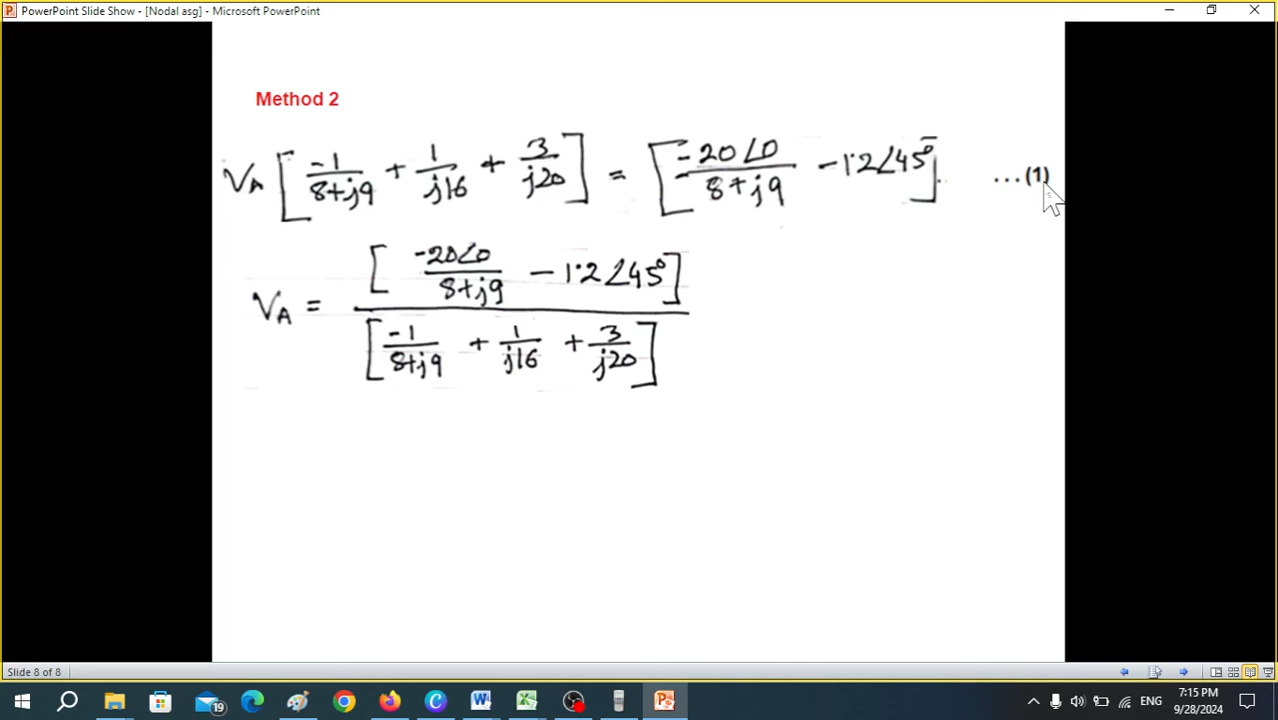 PowerPoint Slide Show - [Nodal asg] - Microsoft PowerPoint
Method 2
VA [ -1/(8+j9) + 1/j16 + 3/j20 ] = [ -20∠0/(8+j9) - 1.2∠45° ] ...(1)
VA = [ -20∠0/(8+j9) - 1.2∠45° ] / [ -1/(8+j9) + 1/j16 + 3/j20 ]
Slide 8 of 8
19
ENG
7:15 PM
9/28/2024